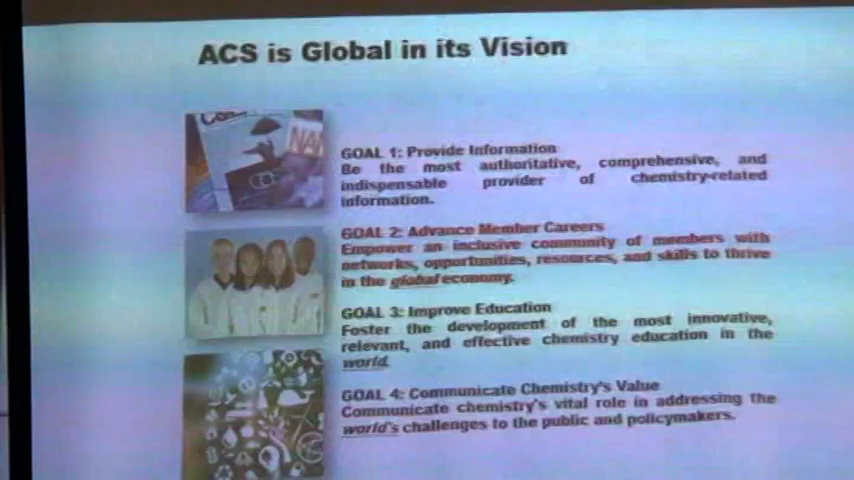 ACS is Global in its Vision
GOAL 1: Provide Information
Be the most authoritative, comprehensive, and
indispensable provider of chemistry-related
information.
GOAL 2: Advance Member Careers
Empower an inclusive community of members with
networks, opportunities, resources, and skills to thrive
in the global economy.
GOAL 3: Improve Education
Foster the development of the most innovative,
relevant, and effective chemistry education in the
world.
GOAL 4: Communicate Chemistry's Value
Communicate chemistry's vital role in addressing the
world's challenges to the public and policymakers.